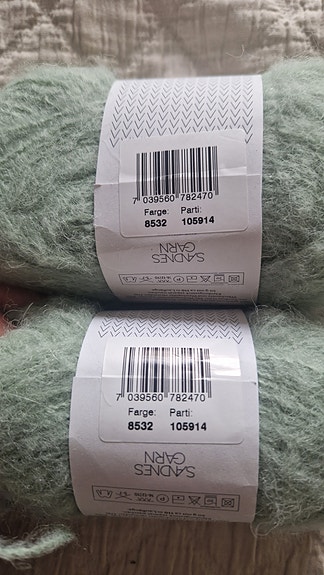 7 039560 782470
Farge: Parti:
8532 105914
SANDNES
GARN
7 039560 782470
Farge: Parti:
8532 105914
SANDNES
GARN